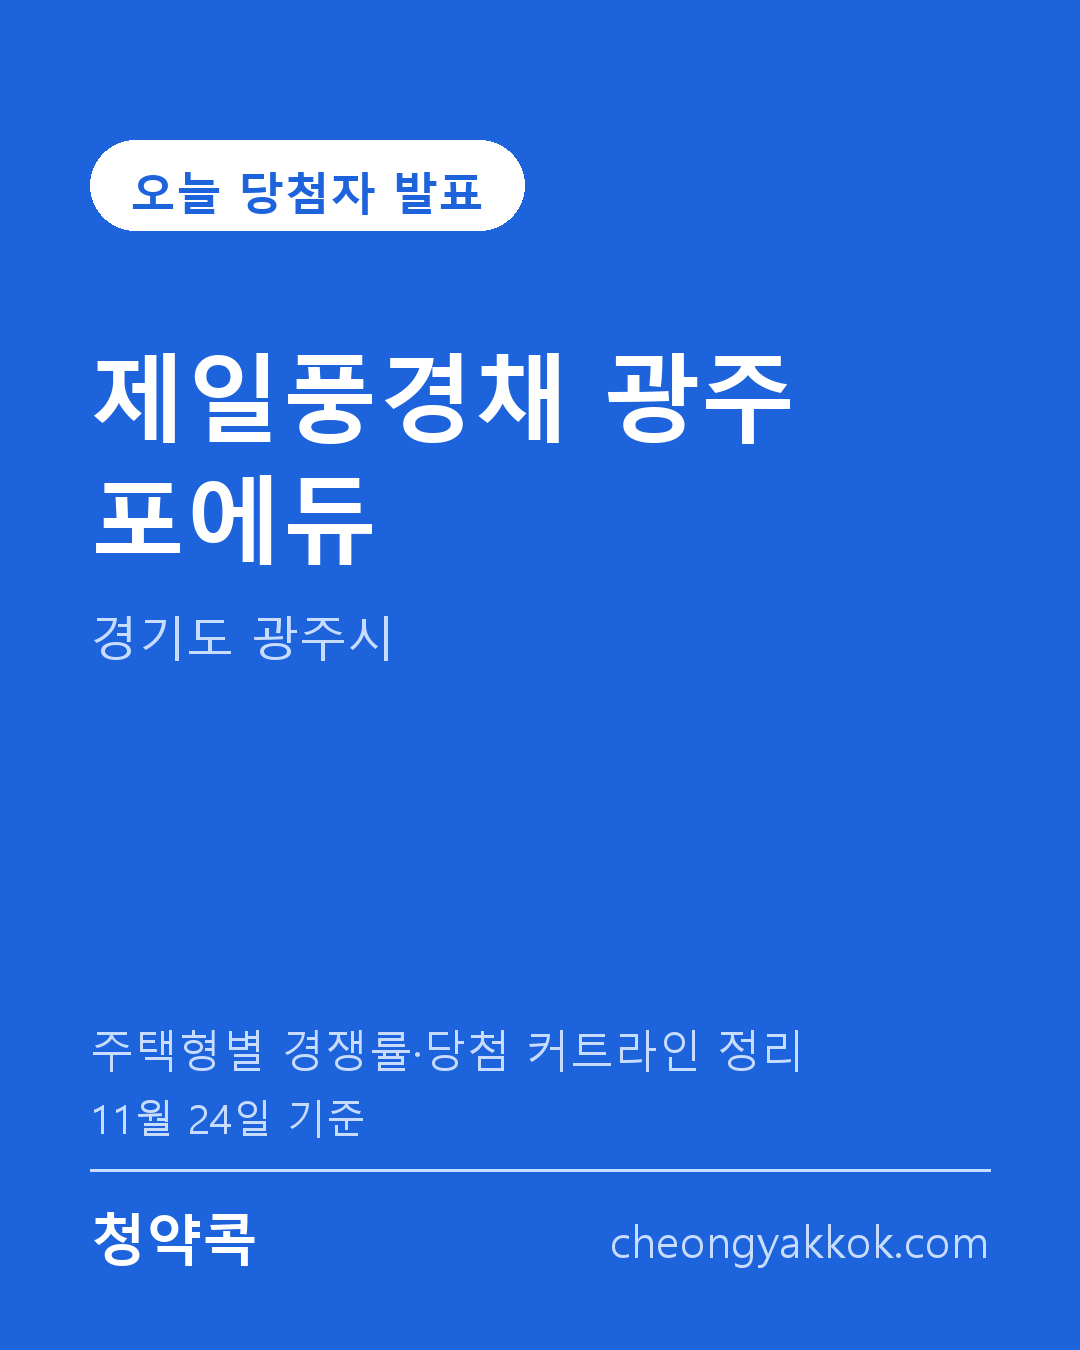 오늘 당첨자 발표
제일풍경채 광주
포에듀
경기도 광주시
주택형별 경쟁률·당첨 커트라인 정리
11월 24일 기준
청약콕
cheongyakkok.com